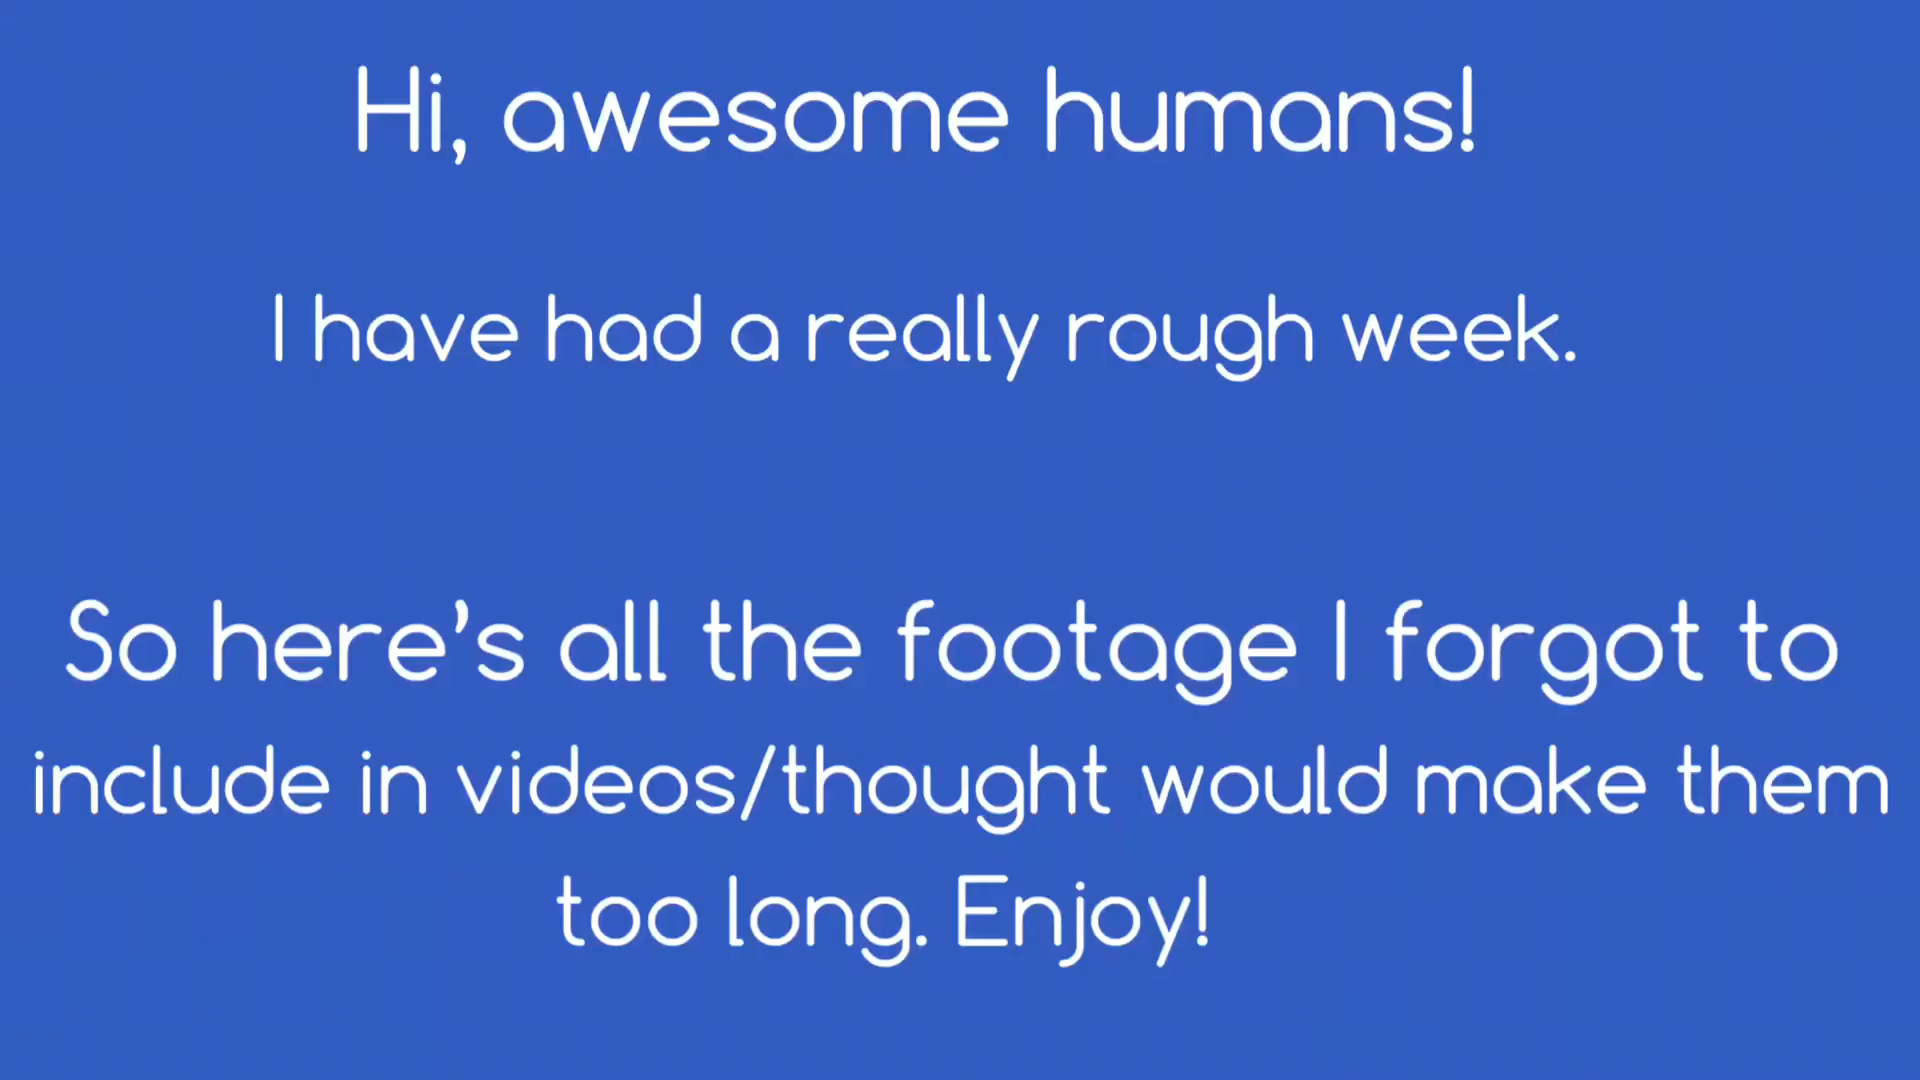 Hi, awesome humans!
I have had a really rough week.
So here’s all the footage I forgot to
include in videos/thought would make them
too long. Enjoy!